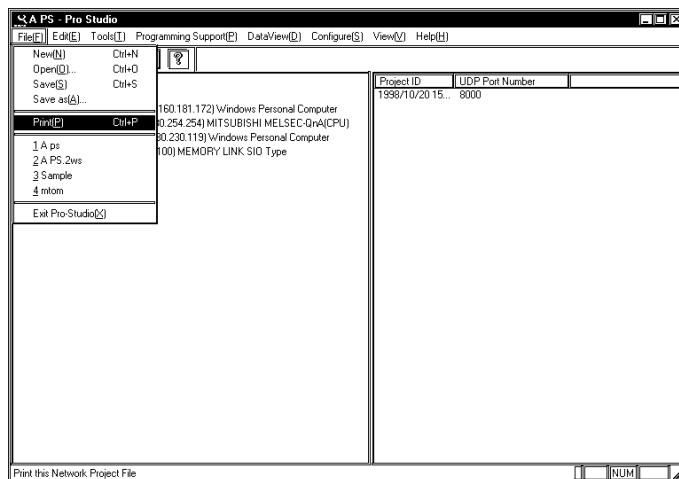 A PS - Pro Studio
File(F) Edit(E) Tools(T) Programming Support(P) DataView(D) Configure(S) View(V) Help(H)
New(N) Ctrl+N
Open(O)... Ctrl+O
Save(S) Ctrl+S
Save as(A)...
Print(P) Ctrl+P
1 A ps
2 A PS.2ws
3 Sample
4 mtom
Exit Pro-Studio(X)
?
160.181.172) Windows Personal Computer
0.254.254) MITSUBISHI MELSEC-QnA(CPU)
30.230.119) Windows Personal Computer
100) MEMORY LINK SIO Type
Project ID UDP Port Number
1998/10/20 15... 8000
Print this Network Project File
NUM